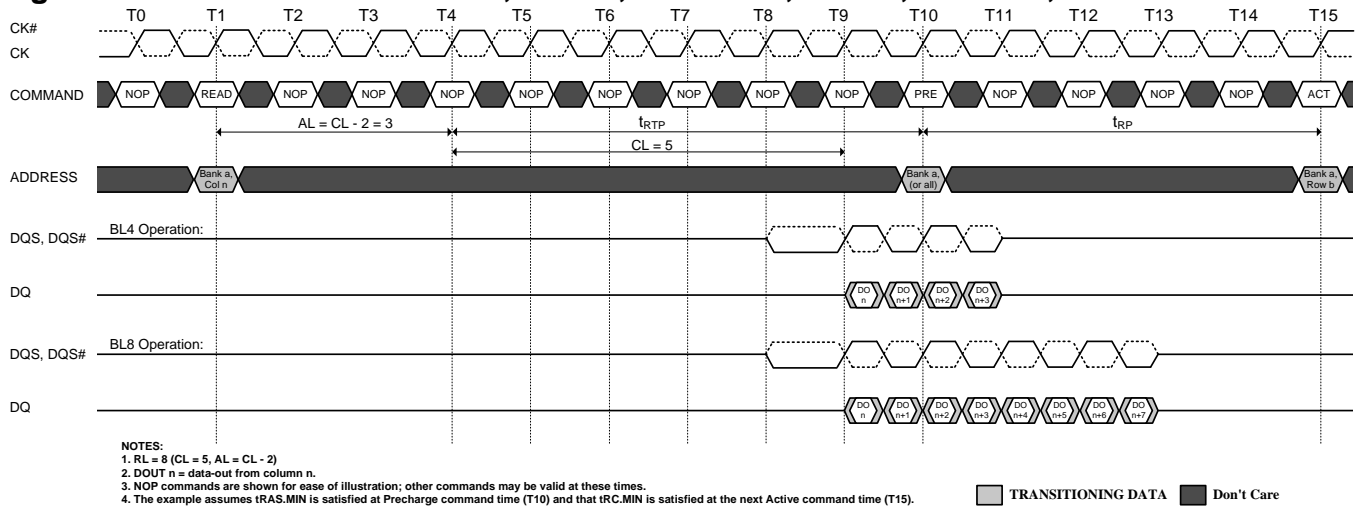 T0 T1 T2 T3 T4 T5 T6 T7 T8 T9 T10 T11 T12 T13 T14 T15
CK#
CK
COMMAND NOP READ NOP NOP NOP NOP NOP NOP NOP NOP PRE NOP NOP NOP NOP ACT
AL = CL - 2 = 3 tRTP tRP
CL = 5
ADDRESS Bank a, Col n Bank a, (or all) Bank a, Row b
BL4 Operation:
DQS, DQS#
DQ DO n DO n+1 DO n+2 DO n+3
BL8 Operation:
DQS, DQS#
DQ DO n DO n+1 DO n+2 DO n+3 DO n+4 DO n+5 DO n+6 DO n+7
NOTES:
1. RL = 8 (CL = 5, AL = CL - 2)
2. DOUT n = data-out from column n.
3. NOP commands are shown for ease of illustration; other commands may be valid at these times.
4. The example assumes tRAS.MIN is satisfied at Precharge command time (T10) and that tRC.MIN is satisfied at the next Active command time (T15).
TRANSITIONING DATA Don't Care